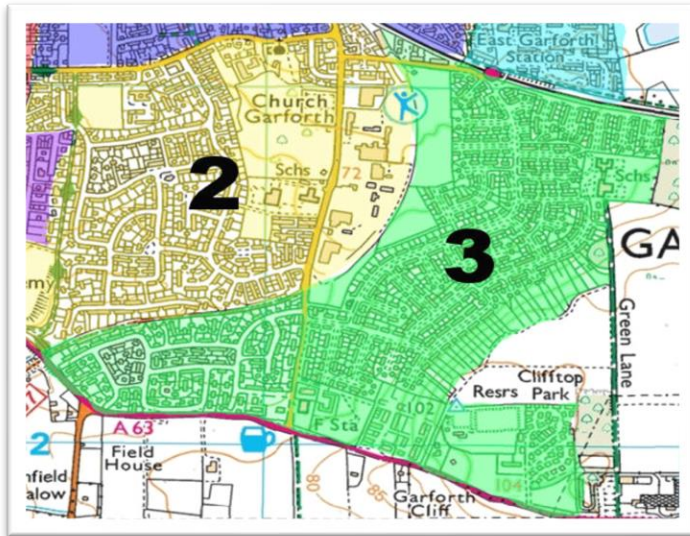 East Garforth
Station
Church
Garforth
Schs
72
2
Schs
3
GA
emy
Green Lane
Clifftop
Resrs Park
102
F Sta
A 63
2
Field
House
nfield
alow
80
85
Garforth
Cliff
104